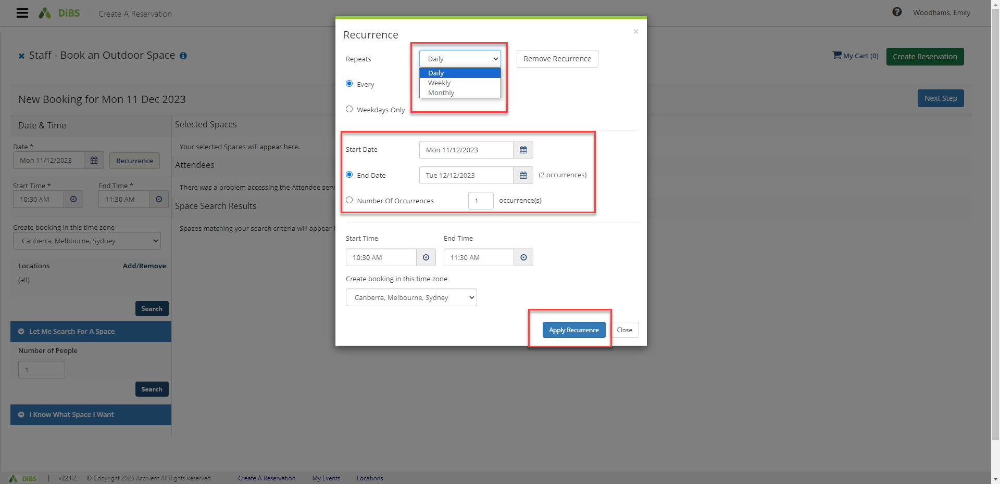 DiBS
Create A Reservation
Woodhams, Emily
Staff - Book an Outdoor Space
My Cart (0)
Create Reservation
New Booking for Mon 11 Dec 2023
Next Step
Date & Time
Date *
Mon 11/12/2023
Recurrence
Start Time *
End Time *
10:30 AM
11:30 AM
Create booking in this time zone
Canberra, Melbourne, Sydney
Locations
Add/Remove
(all)
Search
Let Me Search For A Space
Number of People
1
Search
I Know What Space I Want
Selected Spaces
Your selected Spaces will appear here.
Attendees
There was a problem accessing the Attendee serv
Space Search Results
Spaces matching your search criteria will appear
Recurrence
×
Repeats
Daily
Remove Recurrence
Daily
Weekly
Monthly
Every
Weekdays Only
Start Date
Mon 11/12/2023
End Date
Tue 12/12/2023
(2 occurrences)
Number Of Occurrences
1
occurrence(s)
Start Time
End Time
10:30 AM
11:30 AM
Create booking in this time zone
Canberra, Melbourne, Sydney
Apply Recurrence
Close
DiBS
|
v223.2
© Copyright 2023 Accruent All Rights Reserved
Create A Reservation
My Events
Locations